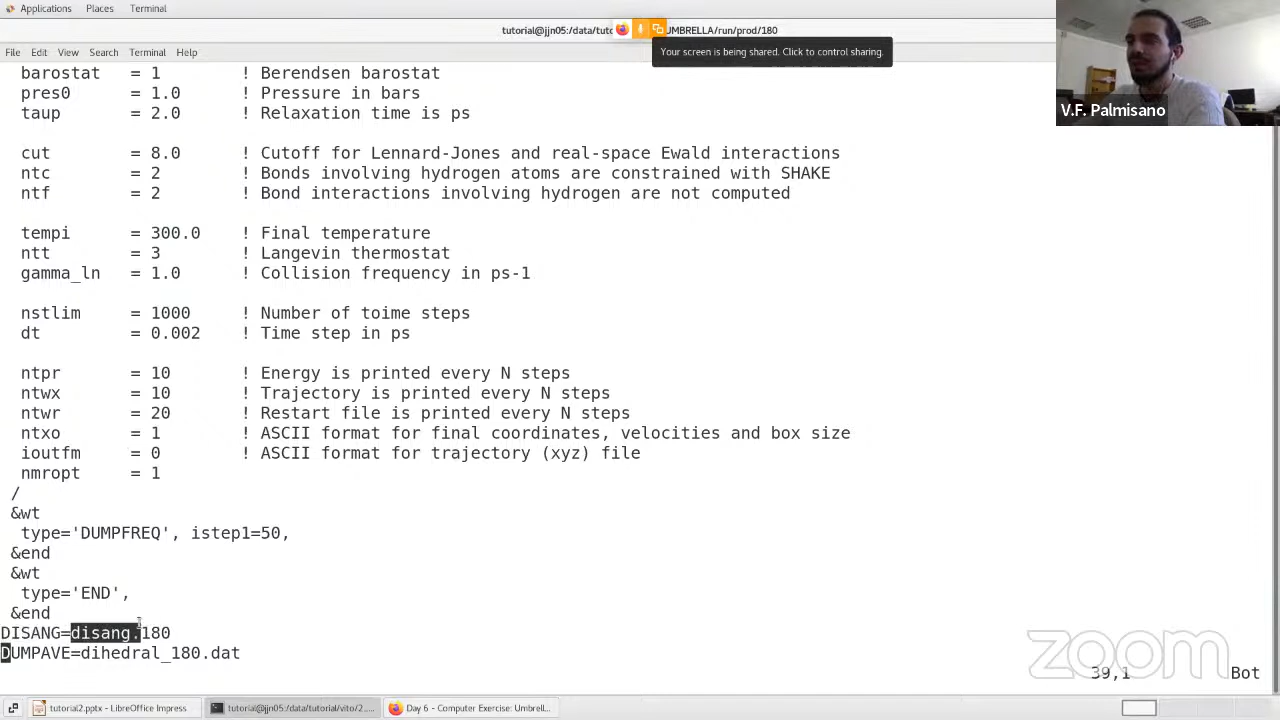 Applications Places Terminal
tutorial@jjn05:/data/tuto UMBRELLA/run/prod/180
Your screen is being shared. Click to control sharing.
File Edit View Search Terminal Help
V.F. Palmisano
barostat = 1 ! Berendsen barostat
pres0 = 1.0 ! Pressure in bars
taup = 2.0 ! Relaxation time is ps
cut = 8.0 ! Cutoff for Lennard-Jones and real-space Ewald interactions
ntc = 2 ! Bonds involving hydrogen atoms are constrained with SHAKE
ntf = 2 ! Bond interactions involving hydrogen are not computed
tempi = 300.0 ! Final temperature
ntt = 3 ! Langevin thermostat
gamma_ln = 1.0 ! Collision frequency in ps-1
nstlim = 1000 ! Number of toime steps
dt = 0.002 ! Time step in ps
ntpr = 10 ! Energy is printed every N steps
ntwx = 10 ! Trajectory is printed every N steps
ntwr = 20 ! Restart file is printed every N steps
ntxo = 1 ! ASCII format for final coordinates, velocities and box size
ioutfm = 0 ! ASCII format for trajectory (xyz) file
nmropt = 1
/
&wt
type='DUMPFREQ', istep1=50,
&end
&wt
type='END',
&end
DISANG=disang.180
DUMPAVE=dihedral_180.dat
zoom
39,1 Bot
tutorial2.pptx - LibreOffice Impress
tutorial@jjn05:/data/tutorial/vito/2....
Day 6 - Computer Exercise: Umbrell...